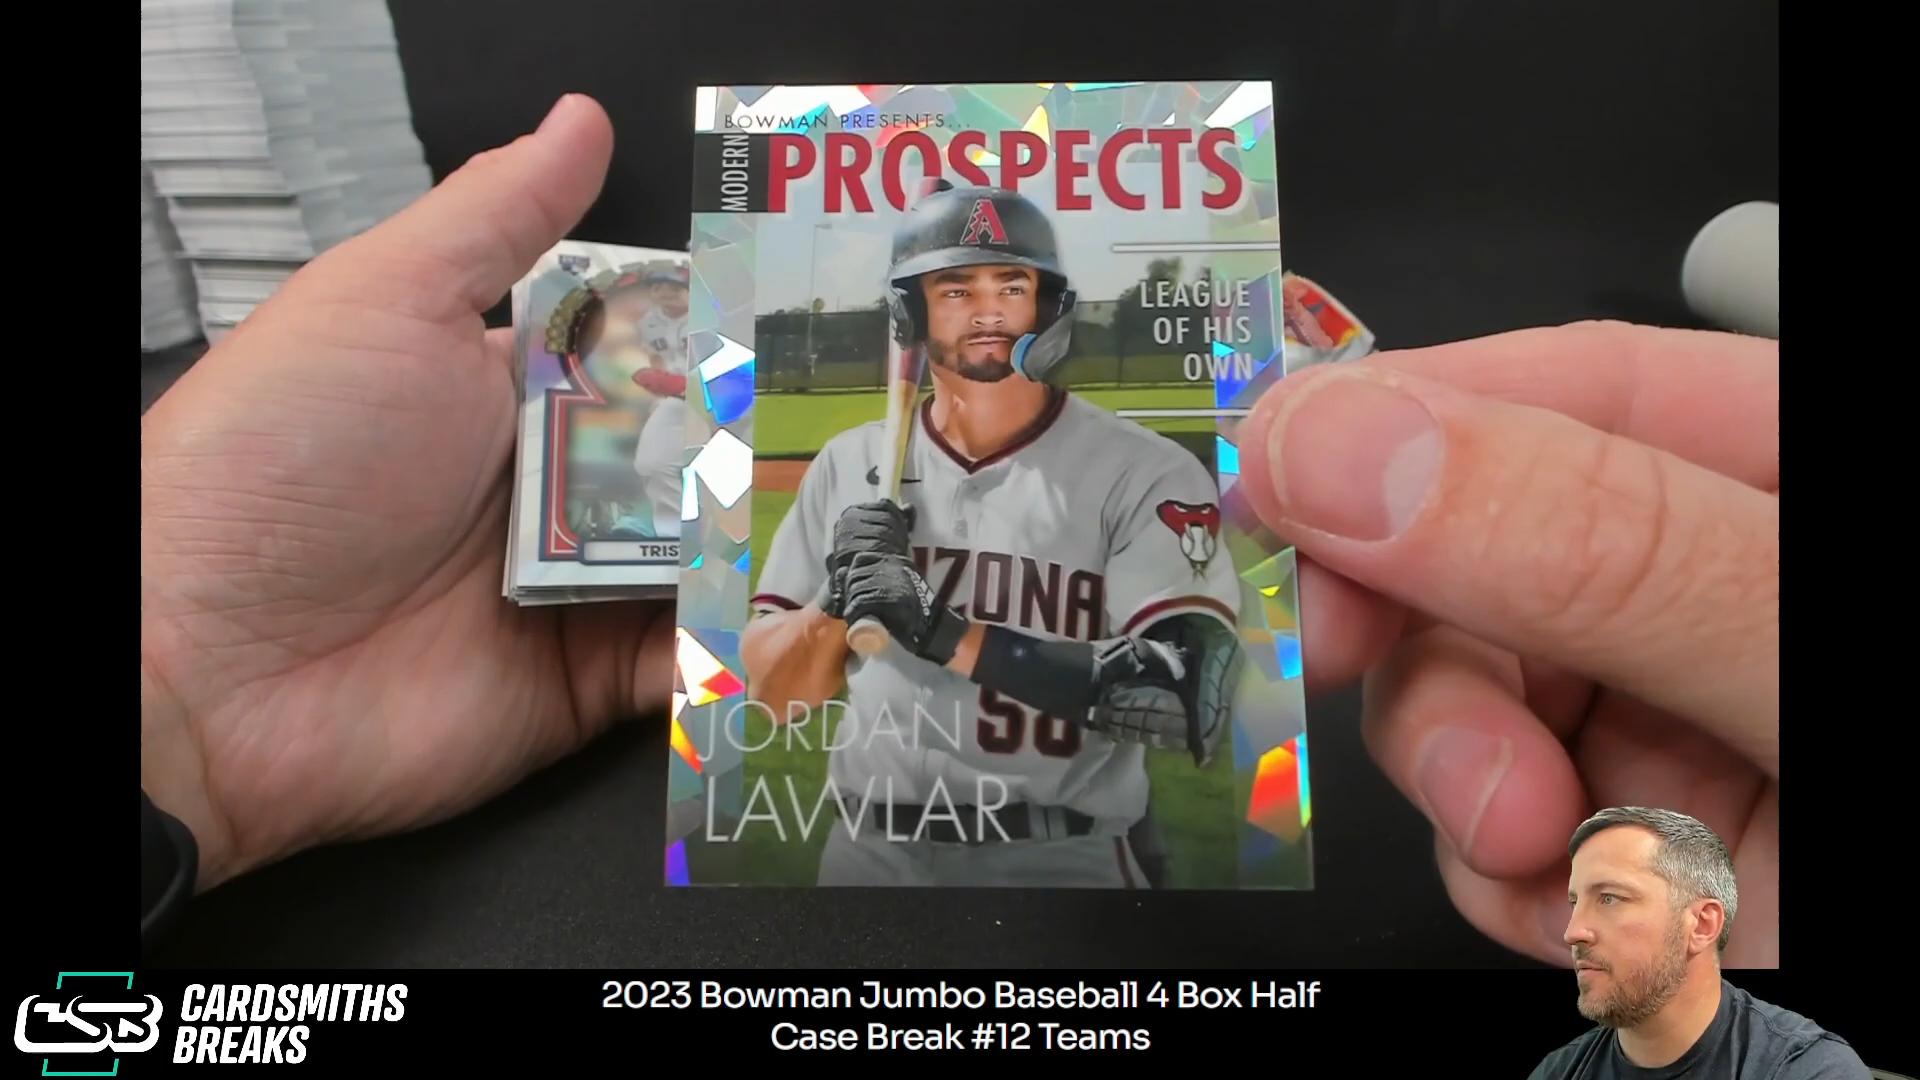 BOWMAN PRESENTS...
MODERN
PROSPECTS
LEAGUE
OF HIS
OWN
A
IZONA
JORDAN
LAWLAR
TRIS
CSB
CARDSMITHS
BREAKS
2023 Bowman Jumbo Baseball 4 Box Half
Case Break #12 Teams